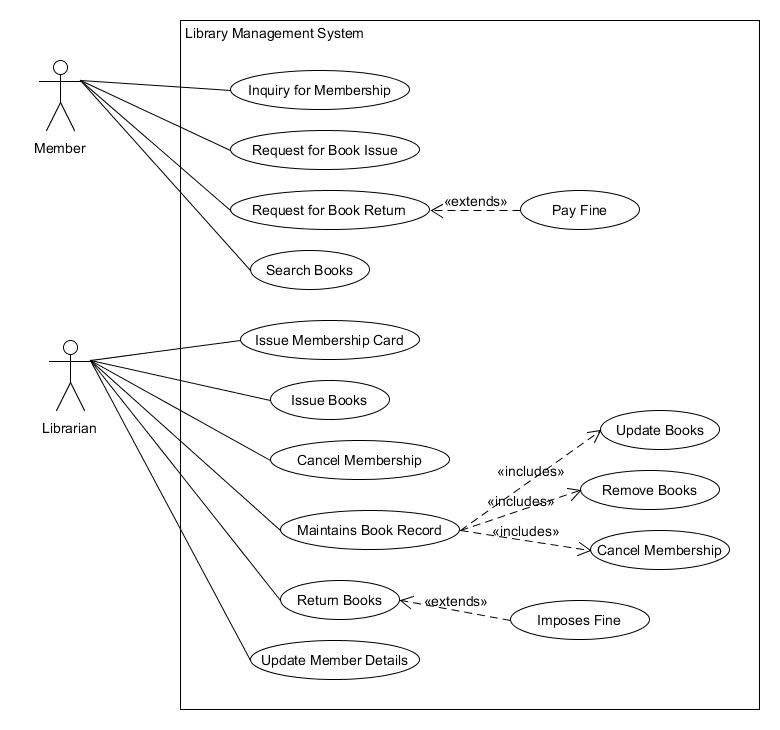 Library Management System
Member
Inquiry for Membership
Request for Book Issue
Request for Book Return
«extends»
Pay Fine
Search Books
Librarian
Issue Membership Card
Issue Books
Cancel Membership
Maintains Book Record
«includes»
Update Books
«includes»
Remove Books
«includes»
Cancel Membership
Return Books
«extends»
Imposes Fine
Update Member Details